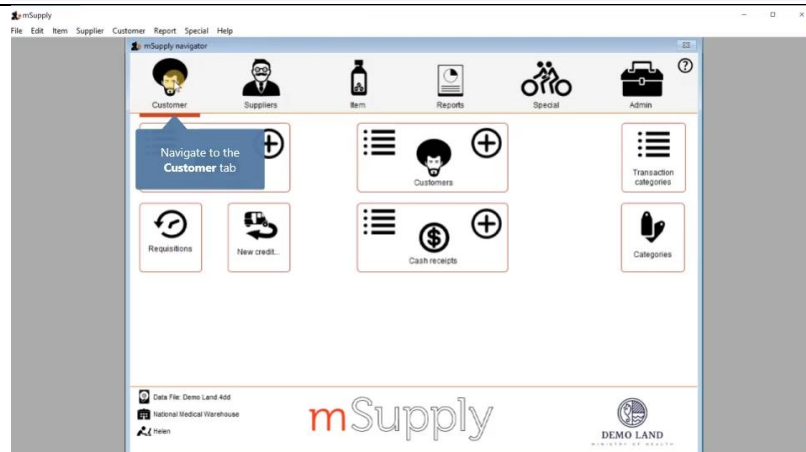 mSupply
File Edit Item Supplier Customer Report Special Help
mSupply navigator
Customer Suppliers Item Reports Special Admin
Navigate to the
Customer tab
Customers
Transaction
categories
Requisitions
New credit...
Cash receipts
Categories
Data File: Demo Land.4dd
National Medical Warehouse
Helen
mSupply
DEMO LAND
MINISTRY OF HEALTH